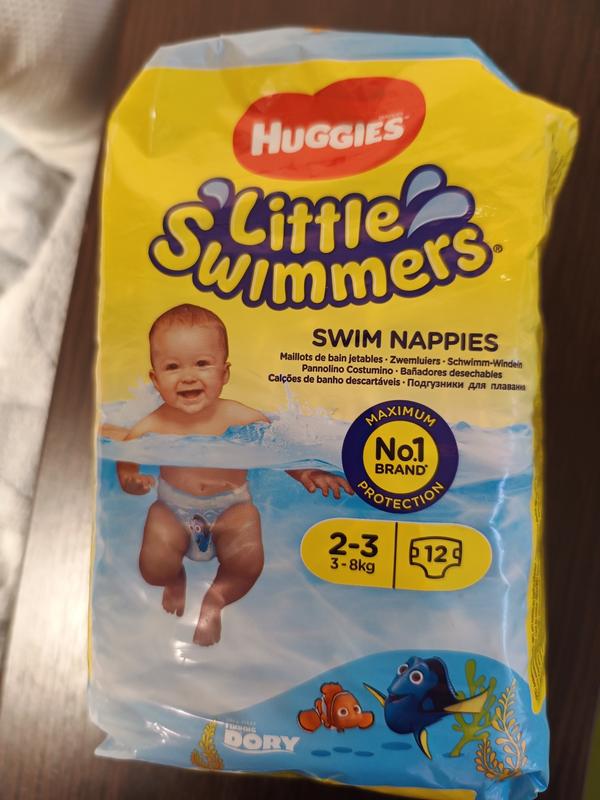 HUGGIES
Little
Swimmers®
SWIM NAPPIES
Maillots de bain jetables · Zwemluiers · Schwimm-Windeln
Pannolino Costumino · Bañadores desechables
Calções de banho descartáveis · Подгузники для плавания
MAXIMUM
No.1
BRAND*
PROTECTION
2-3
3 - 8kg
12
FINDING
DORY